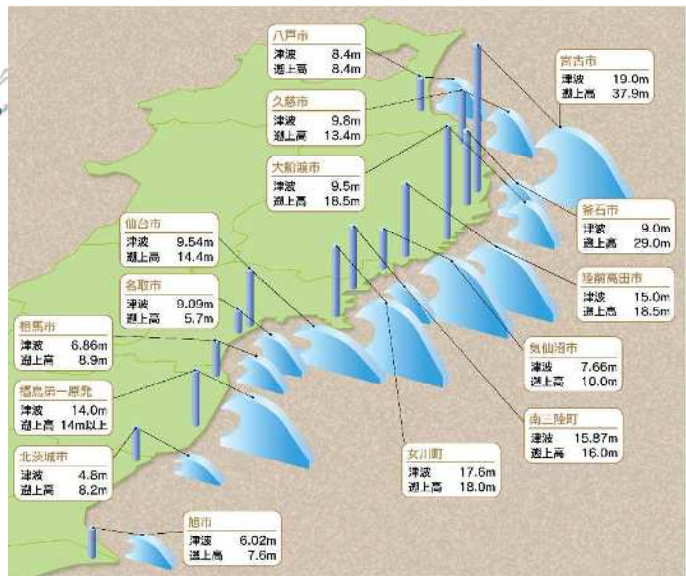 八戸市
津波 8.4m
遡上高 8.4m
宮古市
津波 19.0m
遡上高 37.9m
久慈市
津波 9.8m
遡上高 13.4m
大船渡市
津波 9.5m
遡上高 18.5m
釜石市
津波 9.0m
遡上高 29.0m
仙台市
津波 9.54m
遡上高 14.4m
陸前高田市
津波 15.0m
遡上高 18.5m
名取市
津波 9.09m
遡上高 5.7m
相馬市
津波 6.86m
遡上高 8.9m
気仙沼市
津波 7.66m
遡上高 10.0m
福島第一原発
津波 14.0m
遡上高 14m以上
南三陸町
津波 15.87m
遡上高 16.0m
北茨城市
津波 4.8m
遡上高 8.2m
女川町
津波 17.6m
遡上高 18.0m
旭市
津波 6.02m
遡上高 7.6m